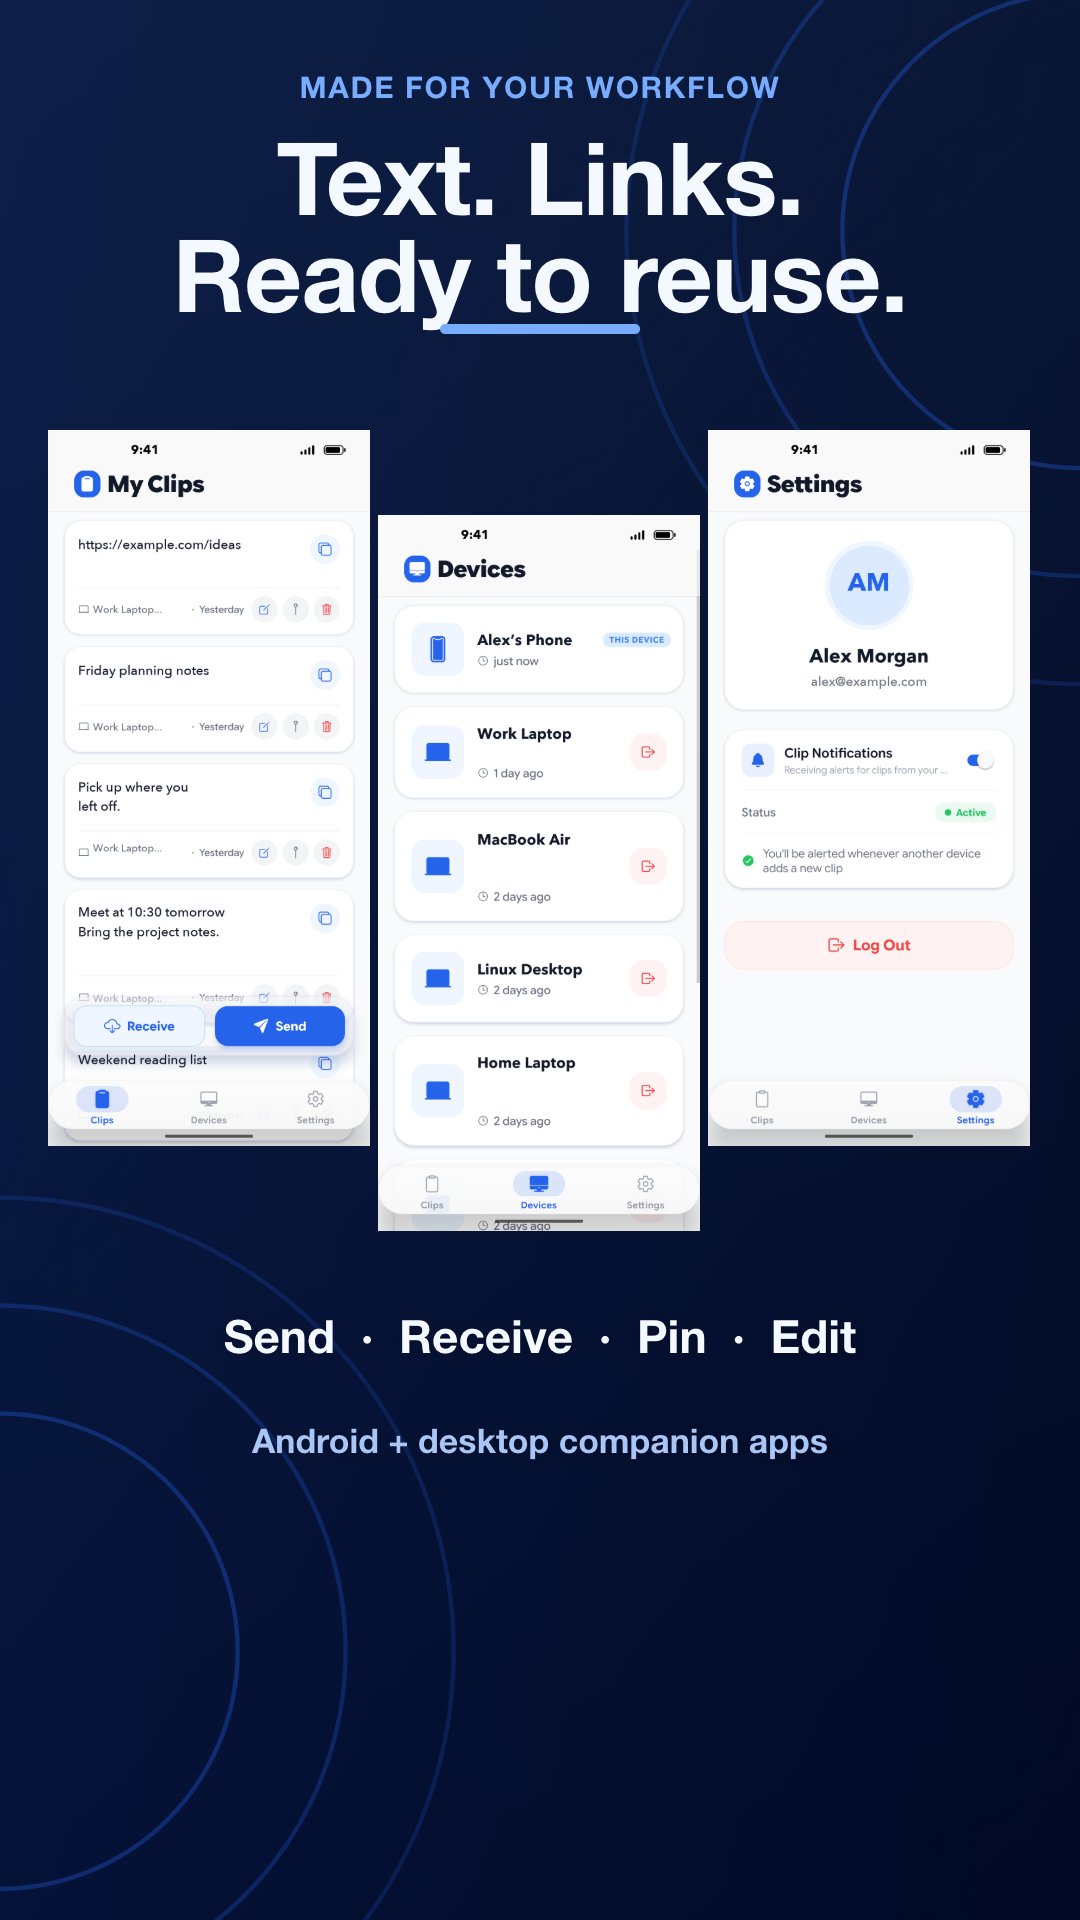 MADE FOR YOUR WORKFLOW
Text. Links.
Ready to reuse.
9:41
My Clips
https://example.com/ideas
Work Laptop... · Yesterday
Friday planning notes
Work Laptop... · Yesterday
Pick up where you
left off.
Work Laptop... · Yesterday
Meet at 10:30 tomorrow
Bring the project notes.
Work Laptop... · Yesterday
Receive
Send
Weekend reading list
Clips
Devices
Settings
9:41
Devices
Alex's Phone
THIS DEVICE
just now
Work Laptop
1 day ago
MacBook Air
2 days ago
Linux Desktop
2 days ago
Home Laptop
2 days ago
Clips
Devices
Settings
2 days ago
9:41
Settings
AM
Alex Morgan
alex@example.com
Clip Notifications
Receiving alerts for clips from your ...
Status
Active
You'll be alerted whenever another device
adds a new clip
Log Out
Clips
Devices
Settings
Send · Receive · Pin · Edit
Android + desktop companion apps